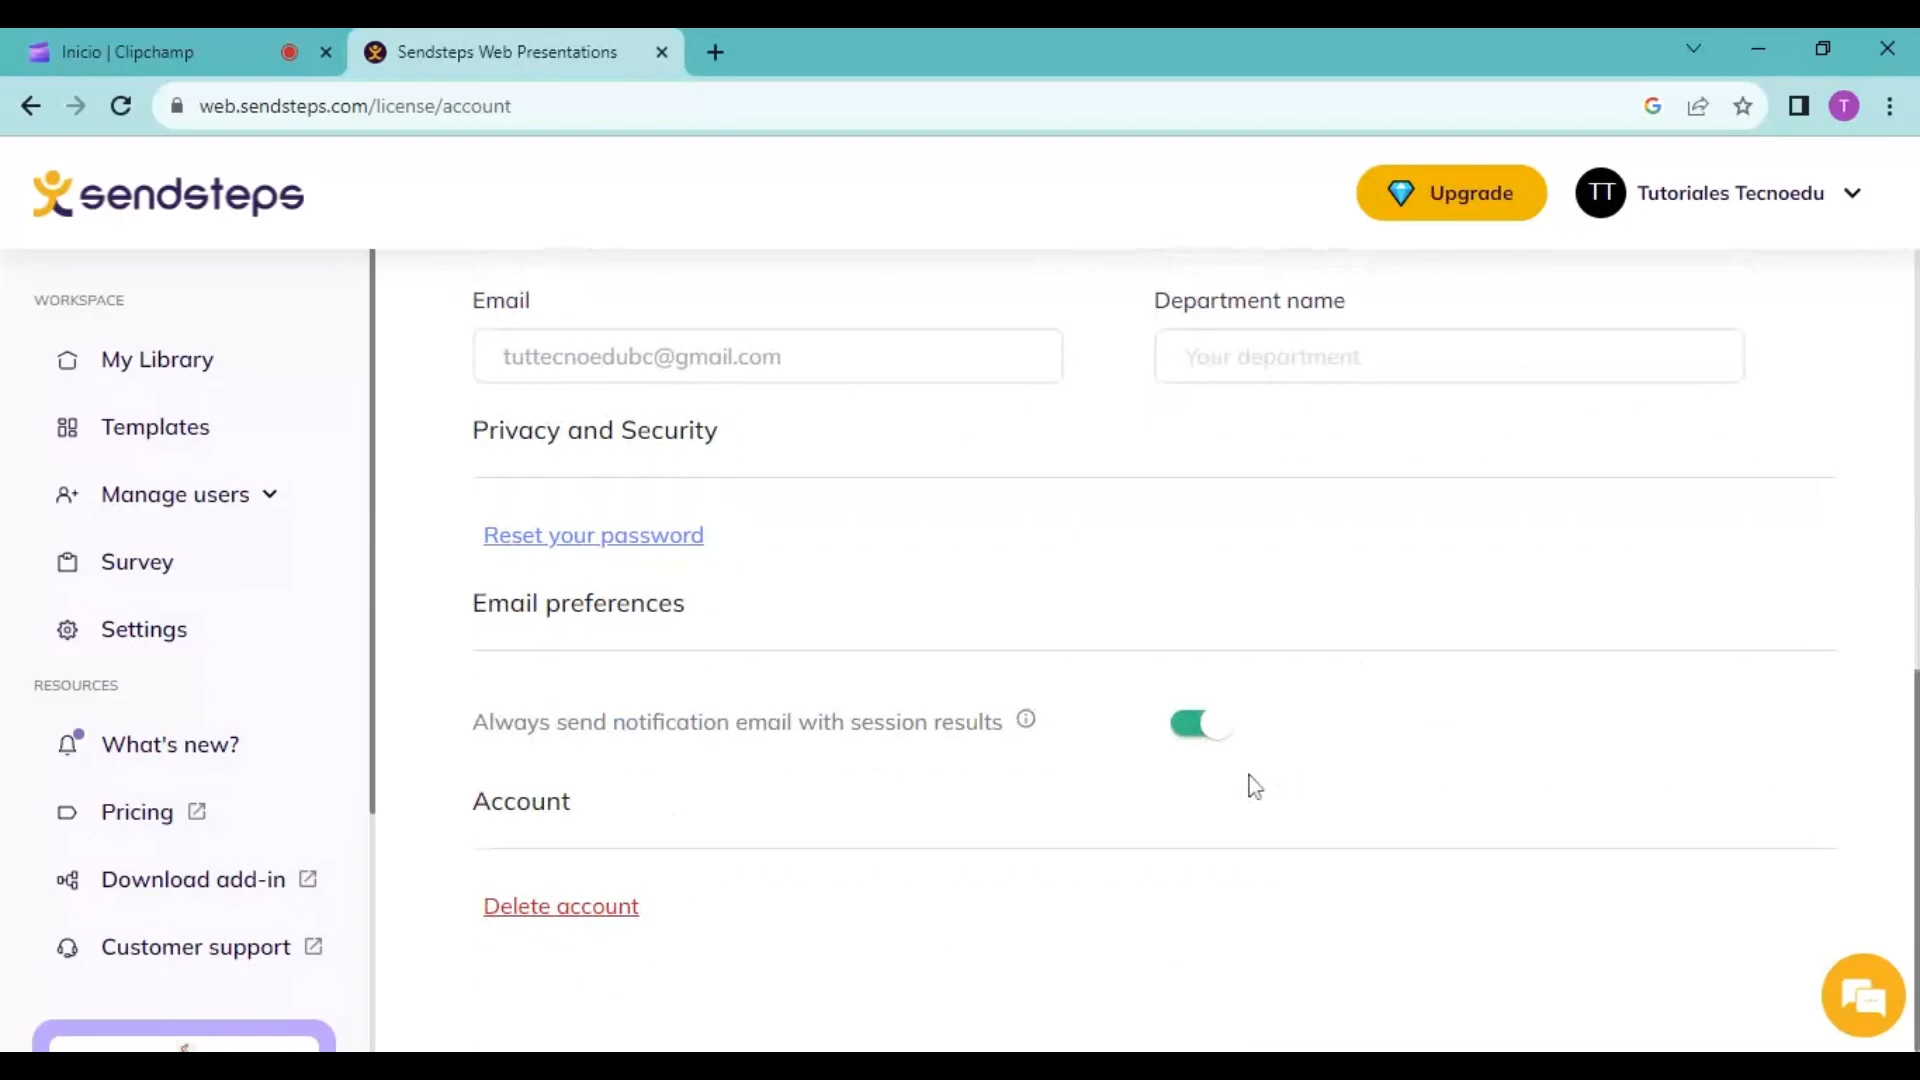 Inicio | Clipchamp
Sendsteps Web Presentations
web.sendsteps.com/license/account
G
T
sendsteps
Upgrade
TT
Tutoriales Tecnoedu
WORKSPACE
My Library
Templates
Manage users
Survey
Settings
RESOURCES
What's new?
Pricing
Download add-in
Customer support
Email
Department name
tuttecnoedubc@gmail.com
Your department
Privacy and Security
Reset your password
Email preferences
Always send notification email with session results
Account
Delete account